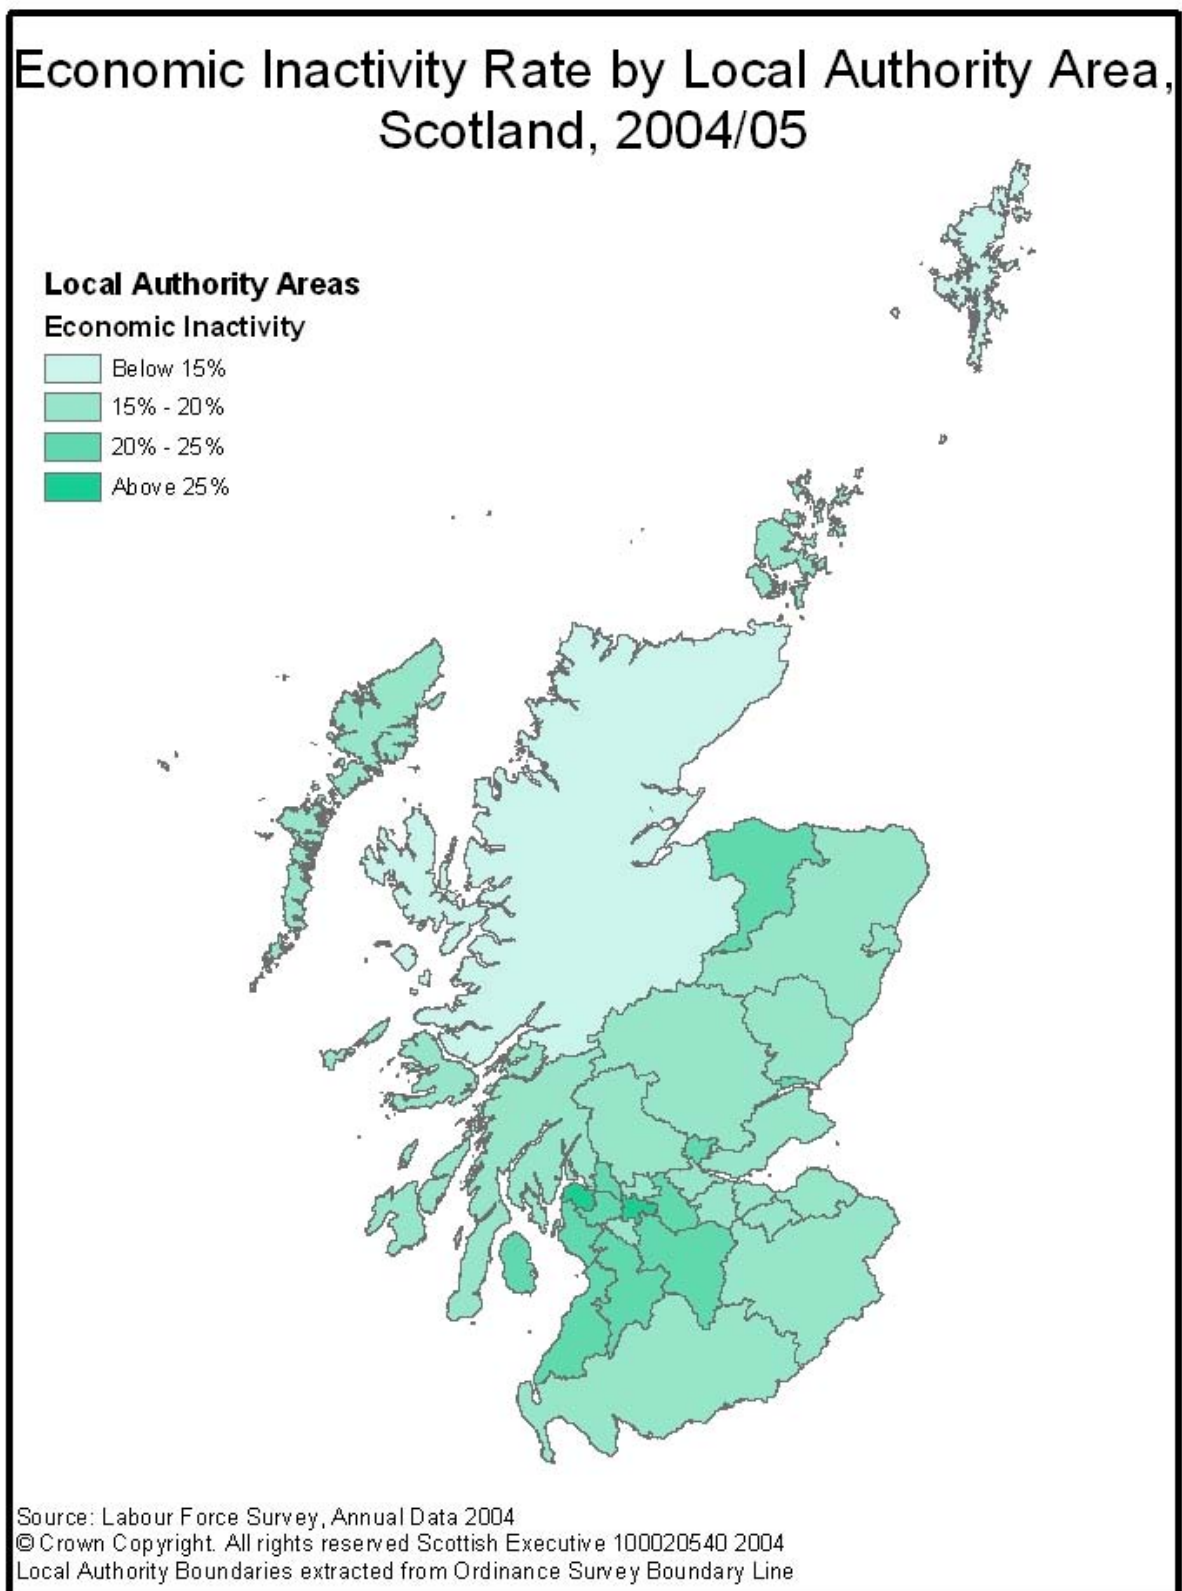 Economic Inactivity Rate by Local Authority Area,
Scotland, 2004/05
Local Authority Areas
Economic Inactivity
Below 15%
15% - 20%
20% - 25%
Above 25%
Source: Labour Force Survey, Annual Data 2004
© Crown Copyright. All rights reserved Scottish Executive 100020540 2004
Local Authority Boundaries extracted from Ordinance Survey Boundary Line